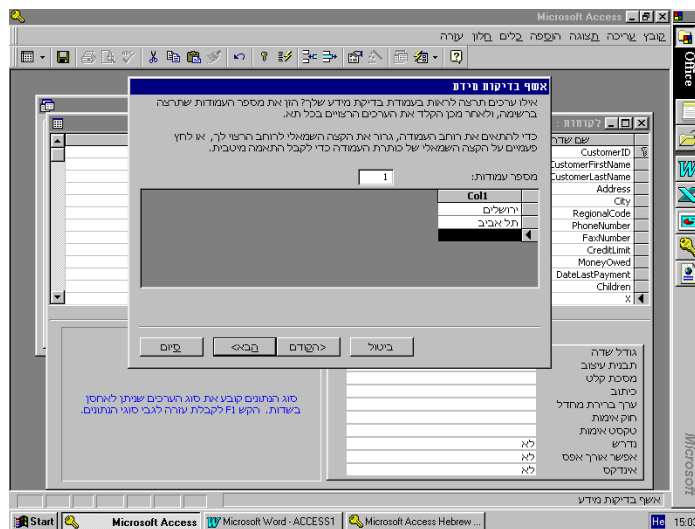 Microsoft Access
קובץ עריכה תצוגה הוספה כלים חלון עזרה
Office
אשף בדיקות מידע
אילו ערכים תרצה לראות בעמודת בדיקת מידע שלך? הזן את מספר העמודות שתרצה
ברשימה, ולאחר מכן הקלד את הערכים הרצויים בכל תא.
כדי להתאים את רוחב העמודה, גרור את הקצה השמאלי לרוחב הרצוי לך, או לחץ
פעמיים על הקצה השמאלי של כותרת העמודה כדי לקבל התאמה מיטבית.
מספר עמודות: 1
Col1
ירושלים
תל אביב
ביטול
<הקודם
הבא>
סיום
לקוחות :
שם שדה
CustomerID
CustomerFirstName
CustomerLastName
Address
City
RegionalCode
PhoneNumber
FaxNumber
CreditLimit
MoneyOwed
DateLastPayment
Children
X
גודל שדה
תבנית עיצוב
מסכת קלט
כיתוב
ערך ברירת מחדל
חוק אימות
טקסט אימות
נדרש לא
אפשר אורך אפס לא
אינדקס לא
סוג הנתונים קובע את סוג הערכים שניתן לאחסן
בשדות. הקש F1 לקבלת עזרה לגבי סוגי הנתונים.
Microsoft
אשף בדיקות מידע
Start
Microsoft Access
Microsoft Word - ACCESS1
Microsoft Access Hebrew ...
He